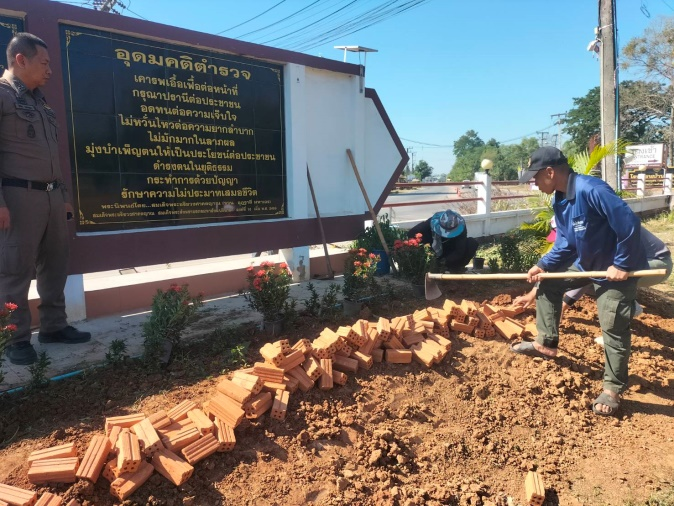 อุดมคติตำรวจ
เคารพเอื้อเฟื้อต่อหน้าที่
กรุณาปรานีต่อประชาชน
อดทนต่อความเจ็บใจ
ไม่หวั่นไหวต่อความยากลำบาก
ไม่มักมากในลาภผล
มุ่งบำเพ็ญตนให้เป็นประโยชน์ต่อประชาชน
ดำรงตนในยุติธรรม
กระทำการด้วยปัญญา
รักษาความไม่ประมาทเสมอชีวิต